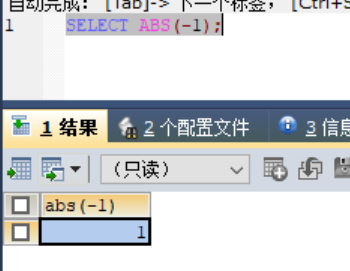 自动完成: [Tab]-> 下一个标签, [Ctrl+S
1 SELECT ABS(-1);
1 结果 2 个配置文件 3 信息
(只读)
abs(-1)
1